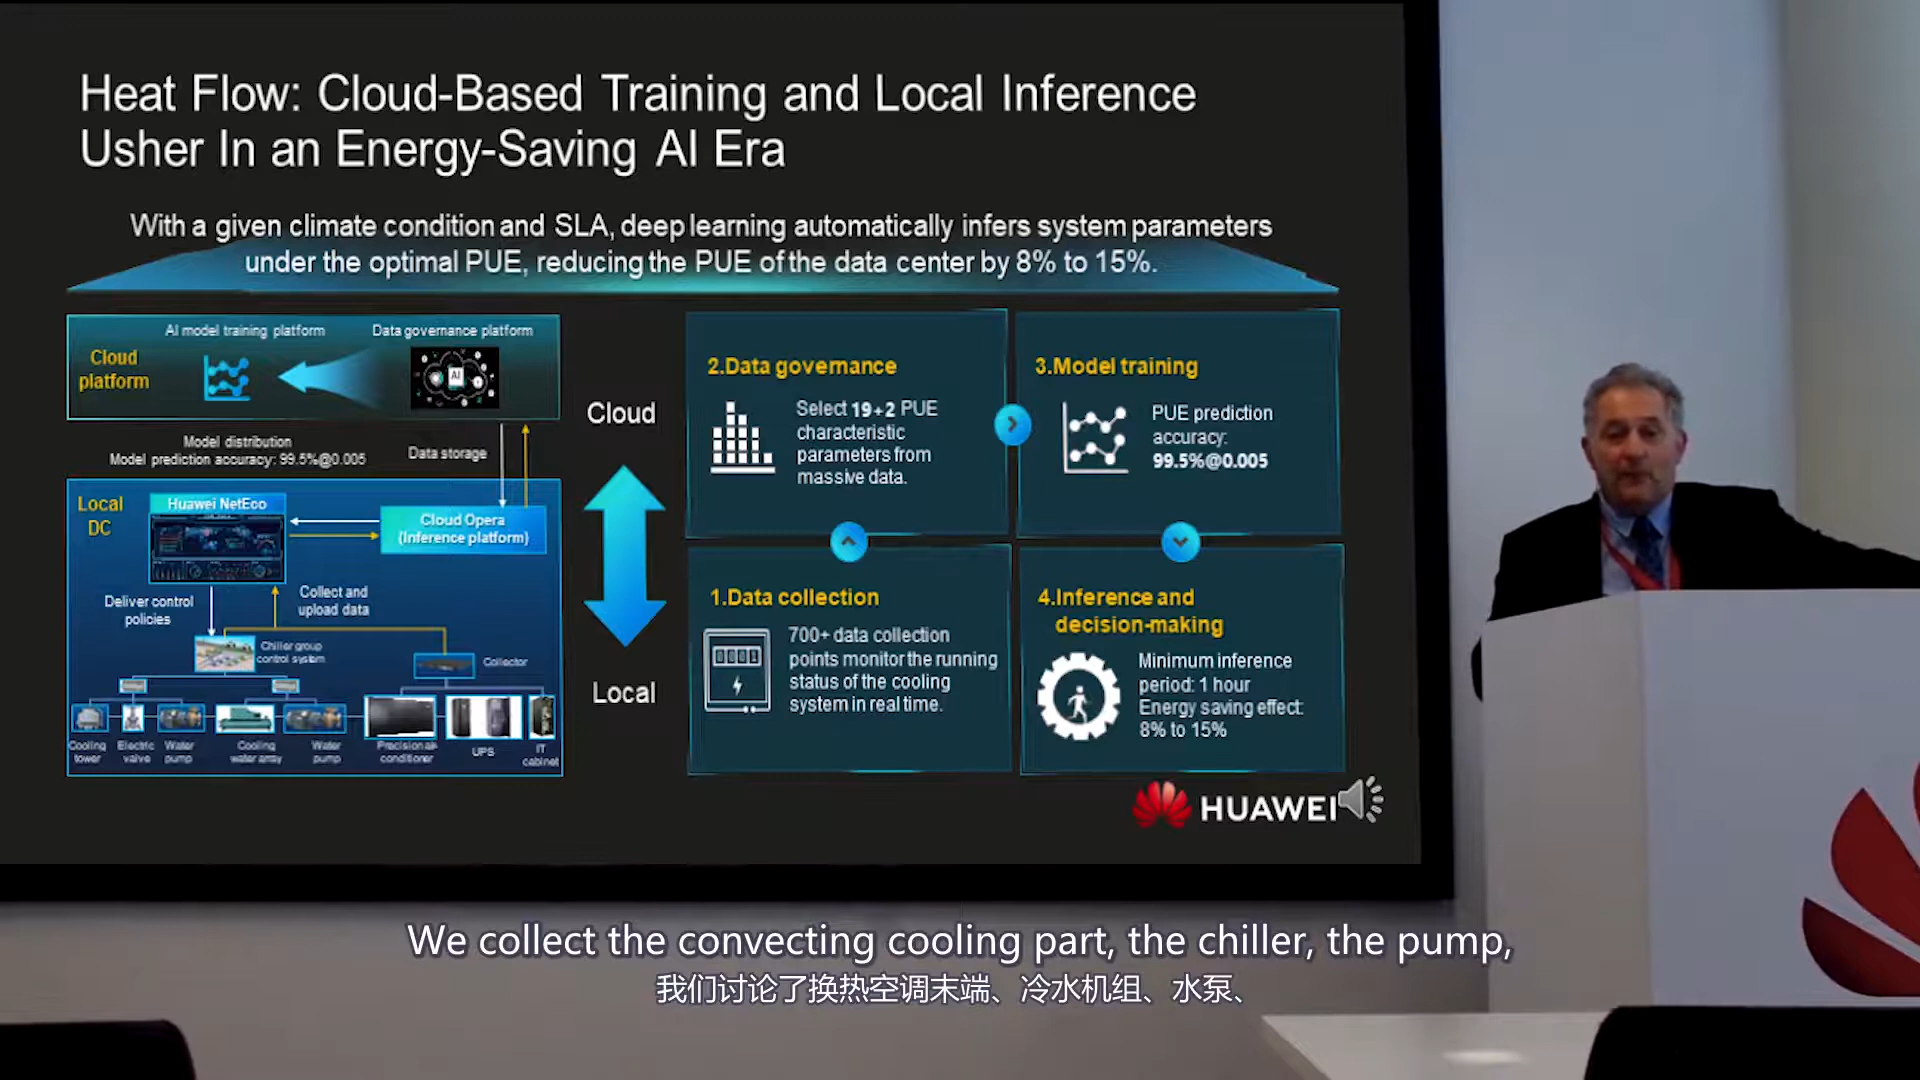 Heat Flow: Cloud-Based Training and Local Inference
Usher In an Energy-Saving AI Era
With a given climate condition and SLA, deep learning automatically infers system parameters
under the optimal PUE, reducing the PUE of the data center by 8% to 15%.
Cloud
platform
AI model training platform
Data governance platform
AI
Model distribution
Model prediction accuracy: 99.5%@0.005
Data storage
Local
DC
Huawei NetEco
Cloud Opera
(Inference platform)
Deliver control
policies
Collect and
upload data
Chiller group
control system
Collector
Cooling
tower
Electric
valve
Water
pump
Cooling
water array
Water
pump
Precision air
conditioner
UPS
IT
cabinet
Cloud
Local
2.Data governance
Select 19+2 PUE
characteristic
parameters from
massive data.
3.Model training
PUE prediction
accuracy:
99.5%@0.005
1.Data collection
0001
700+ data collection
points monitor the running
status of the cooling
system in real time.
4.Inference and
decision-making
Minimum inference
period: 1 hour
Energy saving effect:
8% to 15%
HUAWEI
We collect the convecting cooling part, the chiller, the pump,
我们讨论了换热空调末端、冷水机组、水泵、